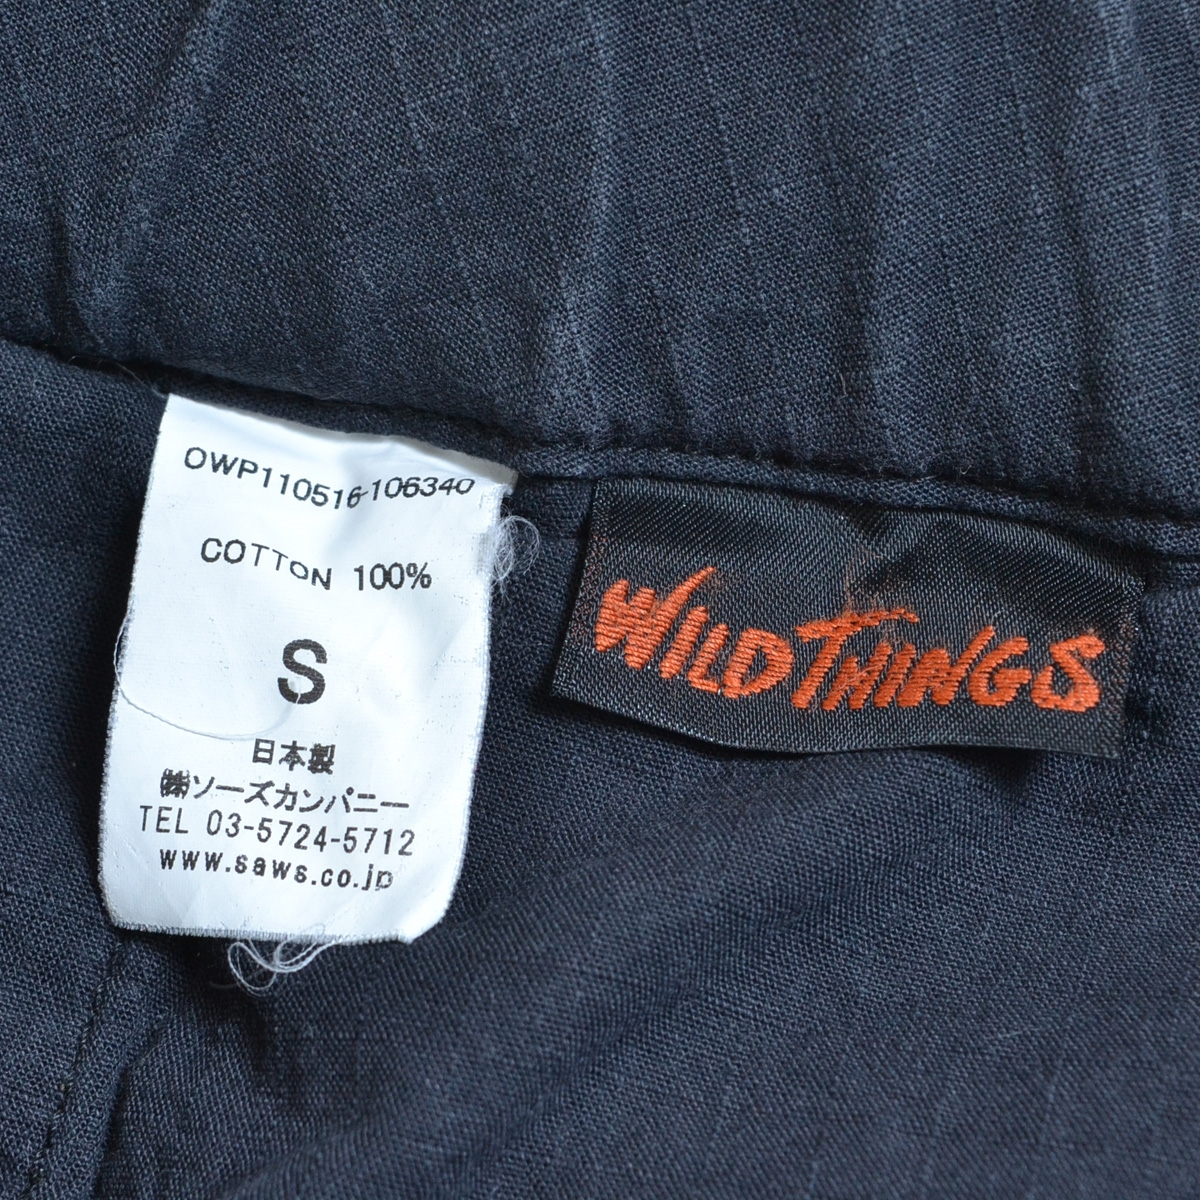 OWP110516-106340
COTTON 100%
S
日本製
㈱ソーズカンパニー
TEL 03-5724-5712
www.saws.co.jp
WILD THINGS